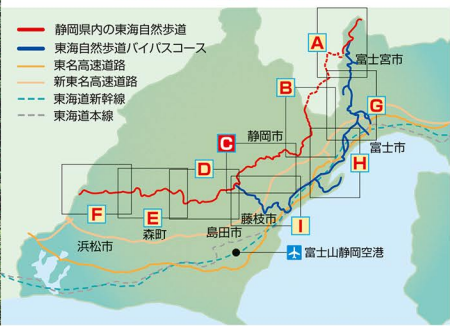 静岡県内の東海自然歩道
東海自然歩道バイパスコース
東名高速道路
新東名高速道路
東海道新幹線
東海道本線
A
富士宮市
B
G
静岡市
C
富士市
D
H
F
E
藤枝市
I
浜松市
森町
島田市
富士山静岡空港